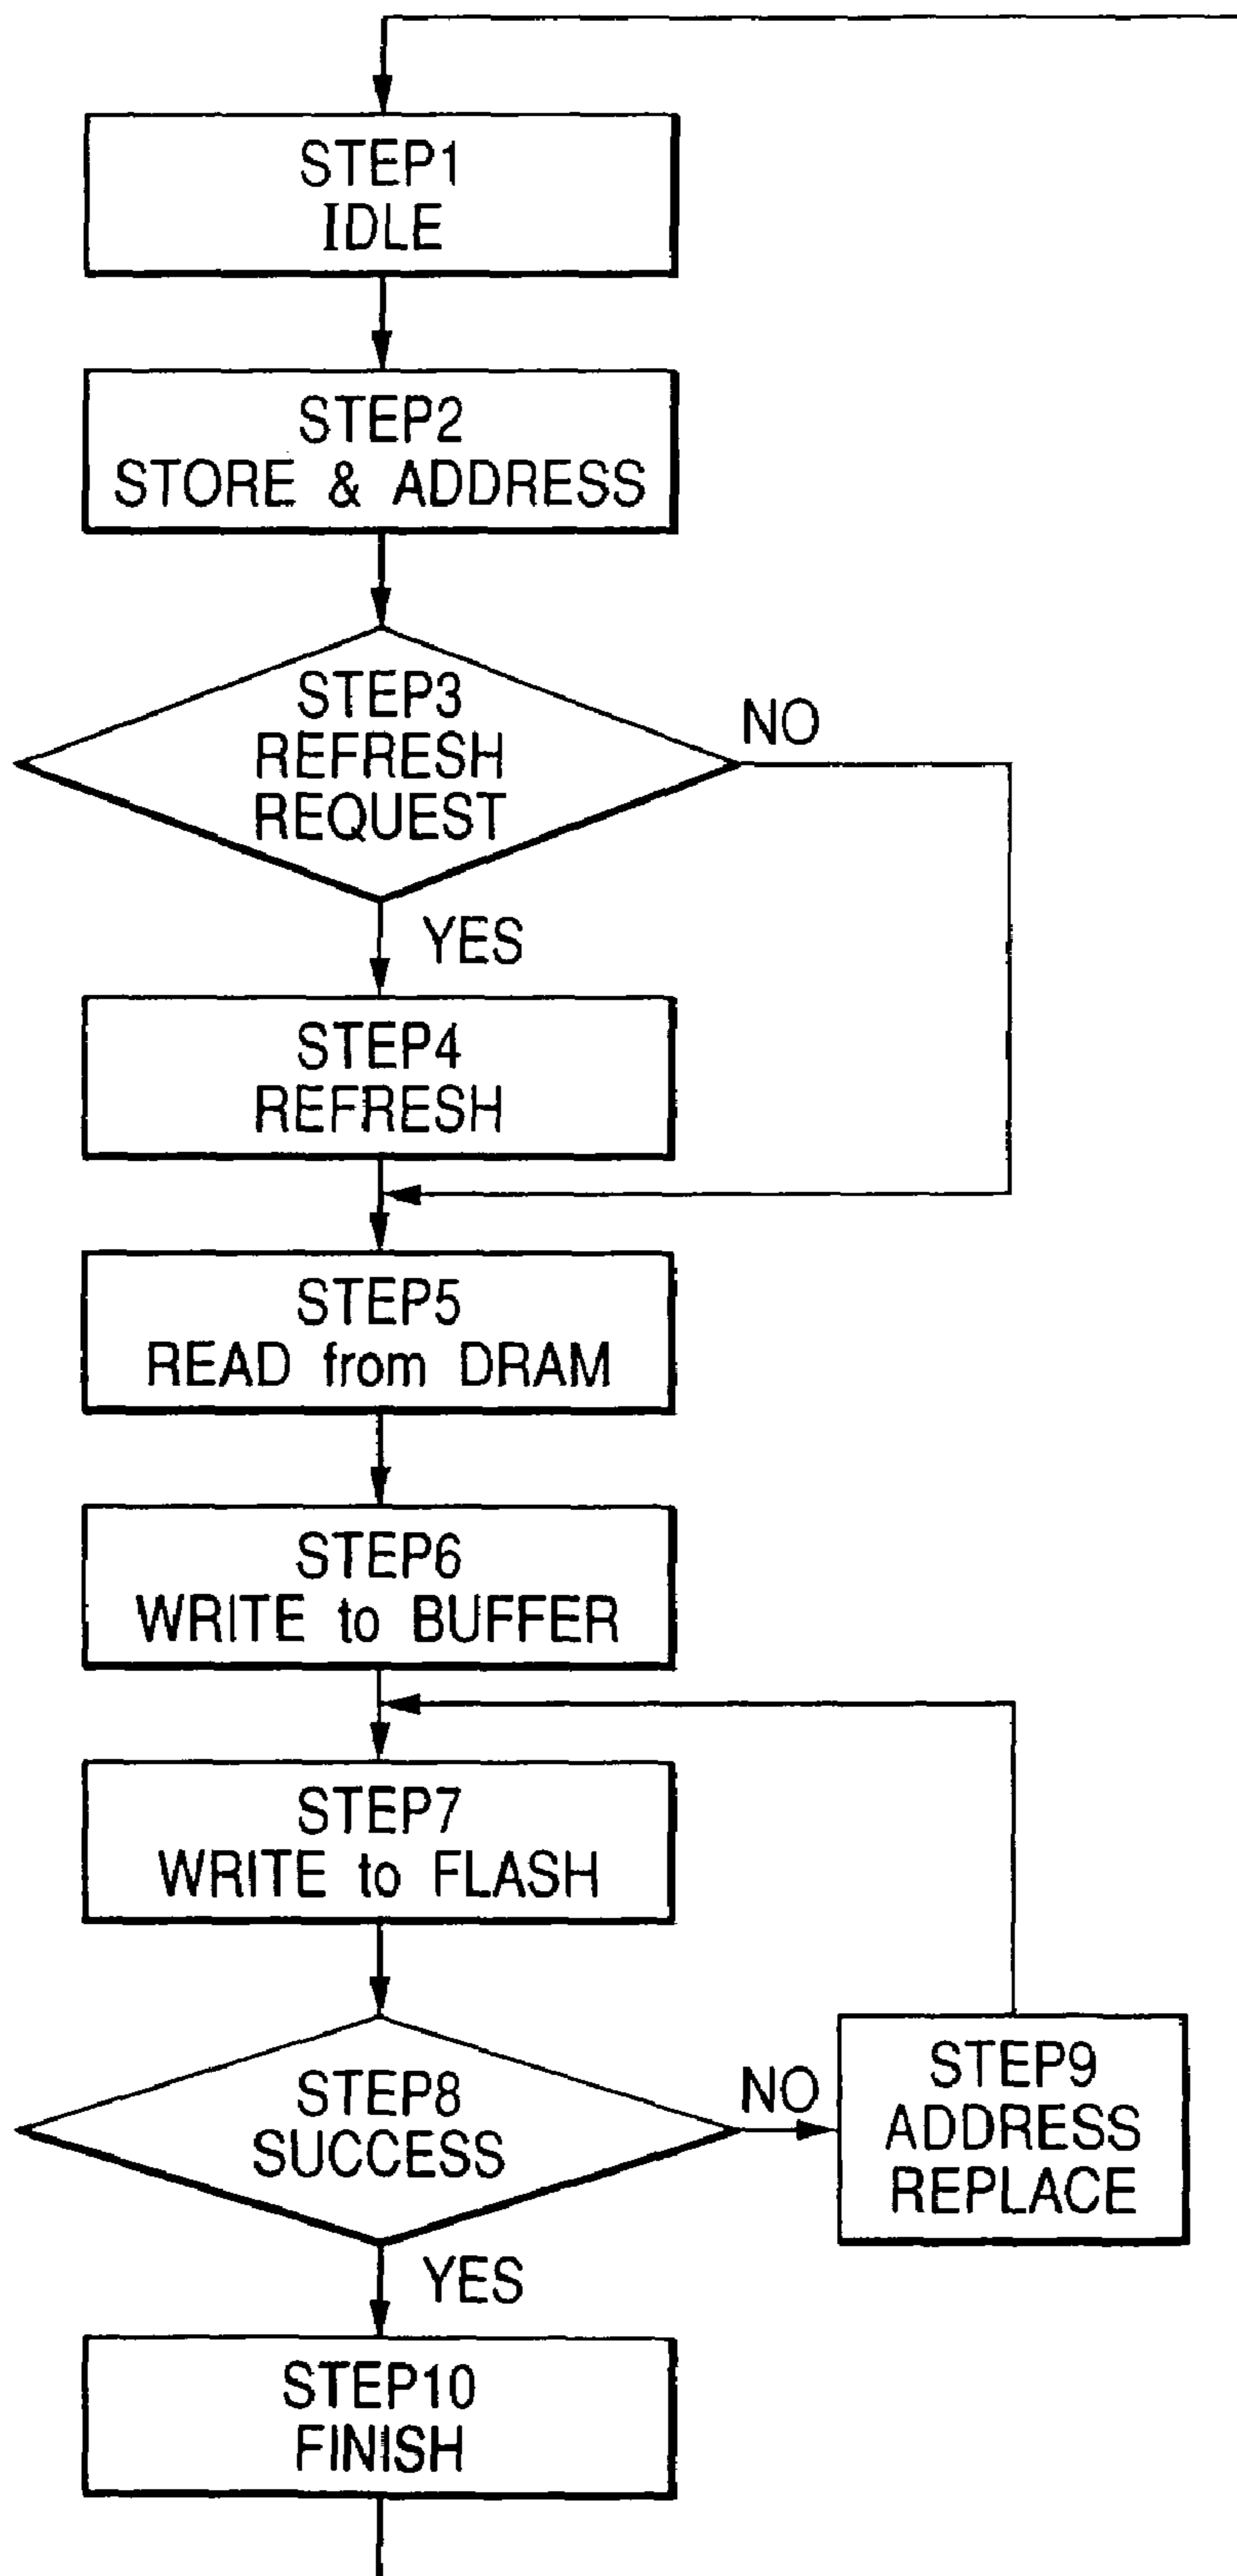 STEP1
IDLE
STEP2
STORE & ADDRESS
STEP3
REFRESH
REQUEST
NO
YES
STEP4
REFRESH
STEP5
READ from DRAM
STEP6
WRITE to BUFFER
STEP7
WRITE to FLASH
STEP8
SUCCESS
NO
STEP9
ADDRESS
REPLACE
YES
STEP10
FINISH